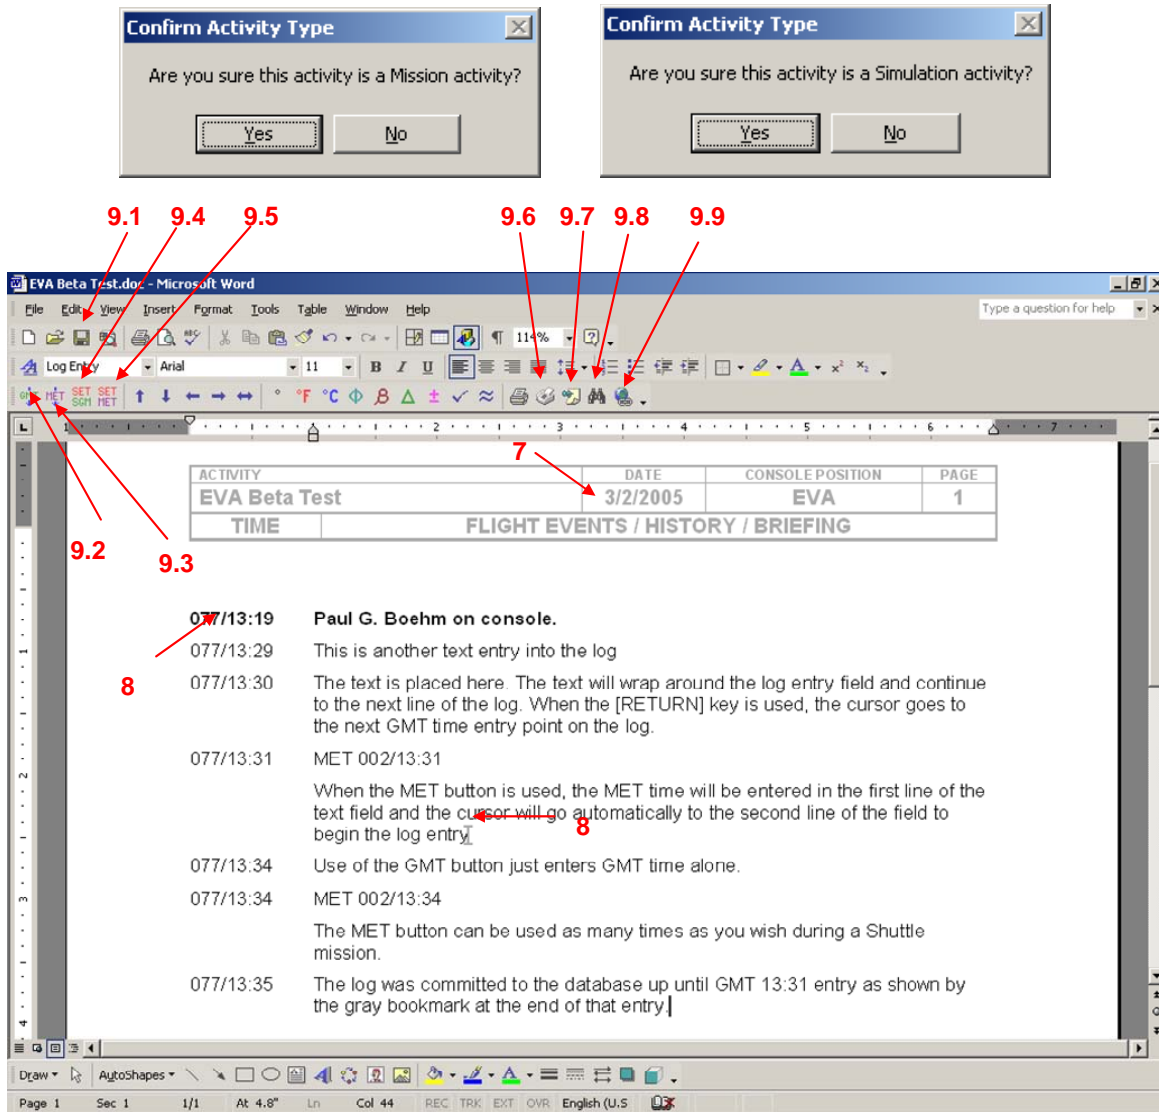 Confirm Activity Type
Are you sure this activity is a Mission activity?
Yes No
Confirm Activity Type
Are you sure this activity is a Simulation activity?
Yes No
9.1 9.4 9.5 9.6 9.7 9.8 9.9
EVA Beta Test.doc - Microsoft Word
File Edit View Insert Format Tools Table Window Help
Type a question for help
114%
Log Entry Arial 11 B I U
MET SET SGM SET MET °F °C
1 2 3 4 5 6 7
7
ACTIVITY DATE CONSOLE POSITION PAGE
EVA Beta Test 3/2/2005 EVA 1
TIME FLIGHT EVENTS / HISTORY / BRIEFING
9.2
9.3
077/13:19 Paul G. Boehm on console.
077/13:29 This is another text entry into the log
8
077/13:30 The text is placed here. The text will wrap around the log entry field and continue
to the next line of the log. When the [RETURN] key is used, the cursor goes to
the next GMT time entry point on the log.
077/13:31 MET 002/13:31
When the MET button is used, the MET time will be entered in the first line of the
text field and the cursor will go automatically to the second line of the field to
begin the log entry
8
077/13:34 Use of the GMT button just enters GMT time alone.
077/13:34 MET 002/13:34
The MET button can be used as many times as you wish during a Shuttle
mission.
077/13:35 The log was committed to the database up until GMT 13:31 entry as shown by
the gray bookmark at the end of that entry.
Draw AutoShapes
Page 1 Sec 1 1/1 At 4.8" Ln Col 44 REC TRK EXT OVR English (U.S